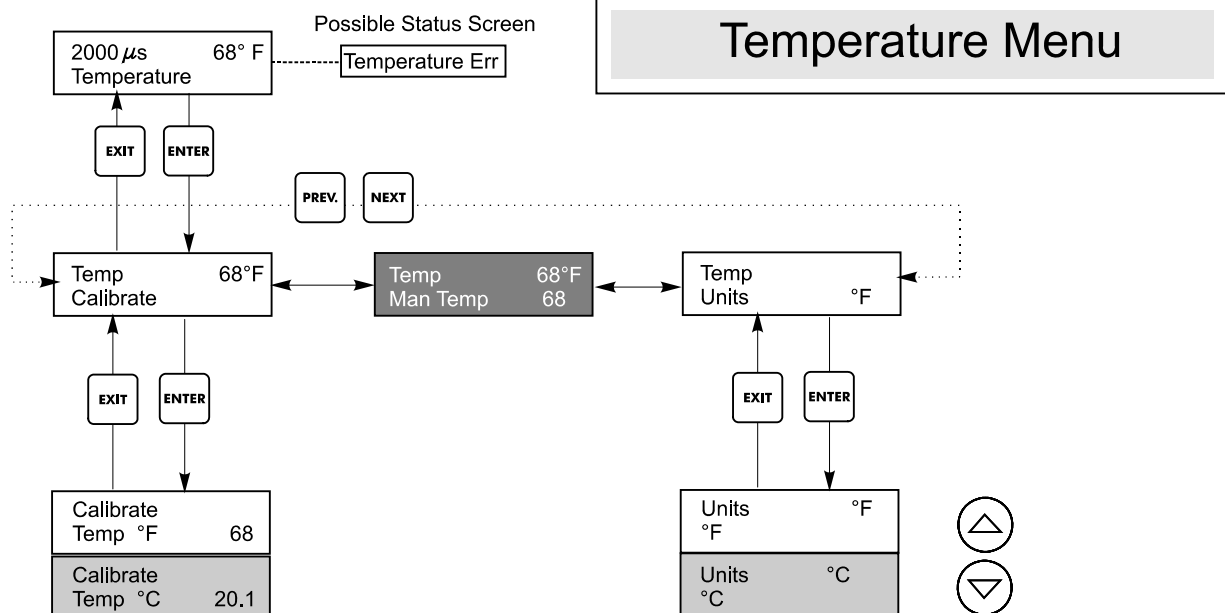 Temperature Menu
Possible Status Screen
2000 μs 68° F
Temperature
Temperature Err
EXIT ENTER
PREV. NEXT
Temp 68°F
Calibrate
Temp 68°F
Man Temp 68
Temp
Units °F
EXIT ENTER
EXIT ENTER
Calibrate
Temp °F 68
Calibrate
Temp °C 20.1
Units °F
°F
Units °C
°C